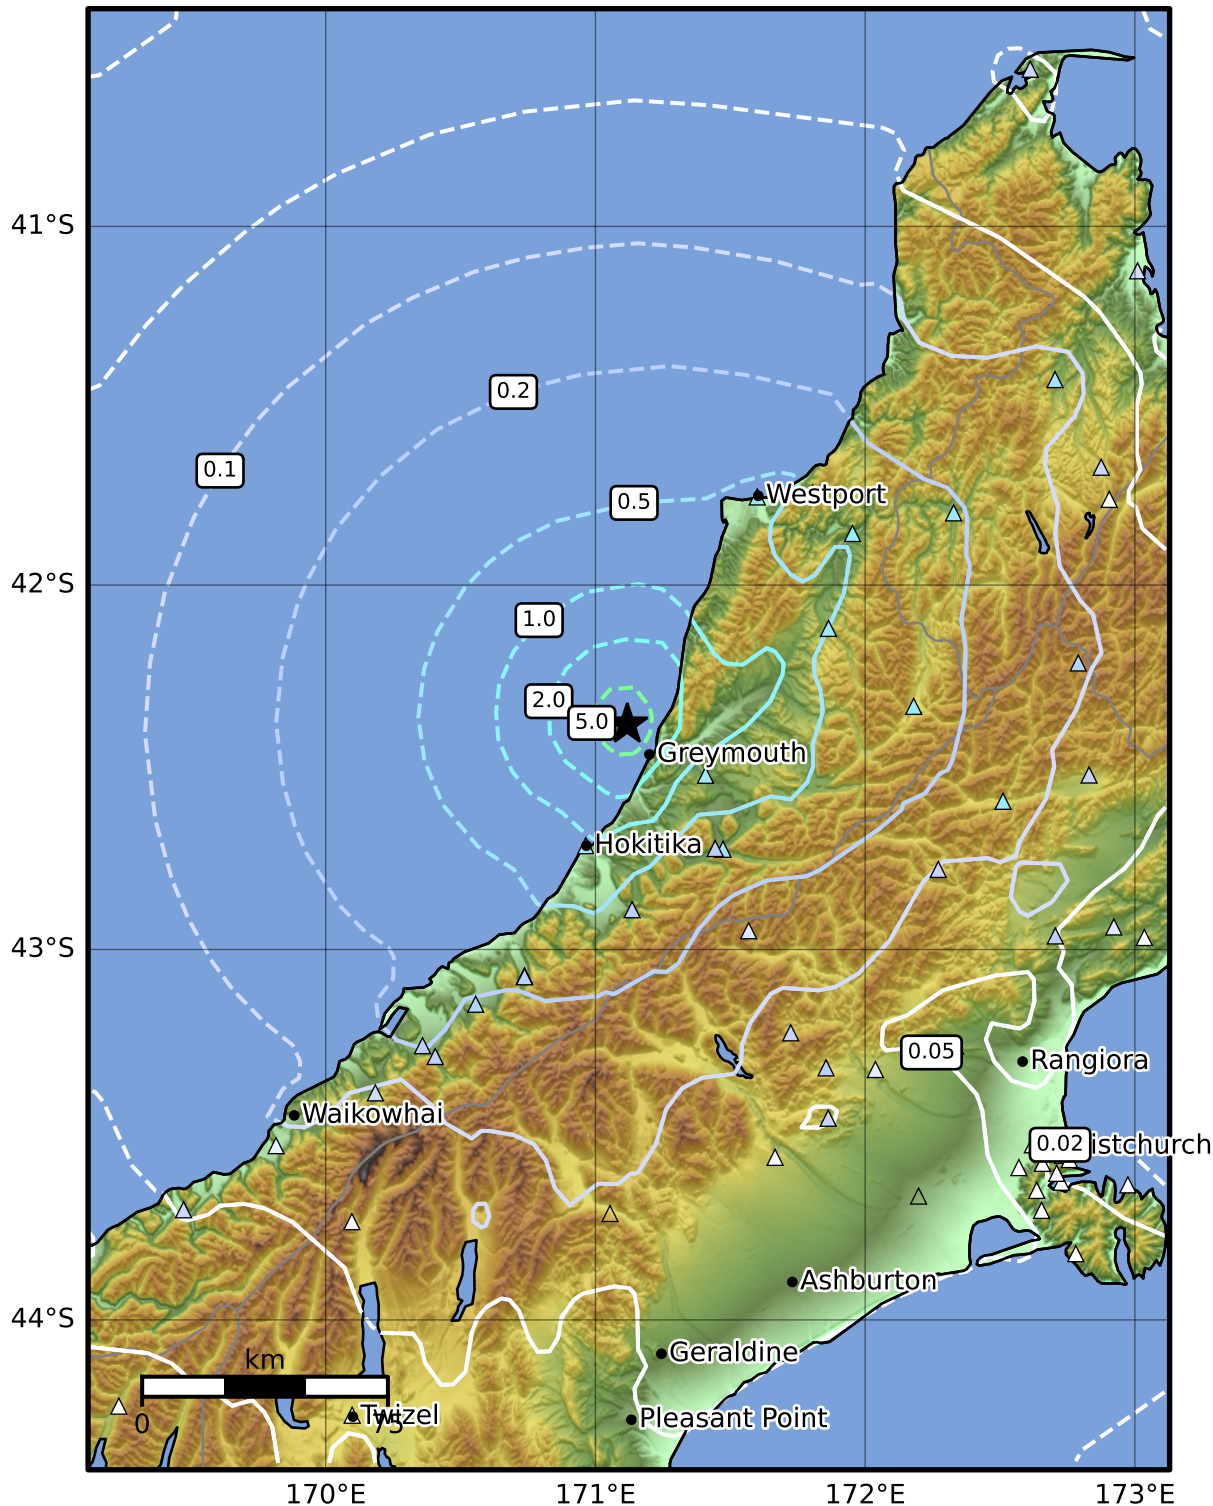 41°S
0.2
0.1
Westport
0.5
42°S
1.0
2.0
5.0
Greymouth
Hokitika
43°S
0.05
Rangiora
Waikowhai
0.02
istchurch
Ashburton
44°S
Geraldine
km
0
75
Twizel
Pleasant Point
170°E
171°E
172°E
173°E